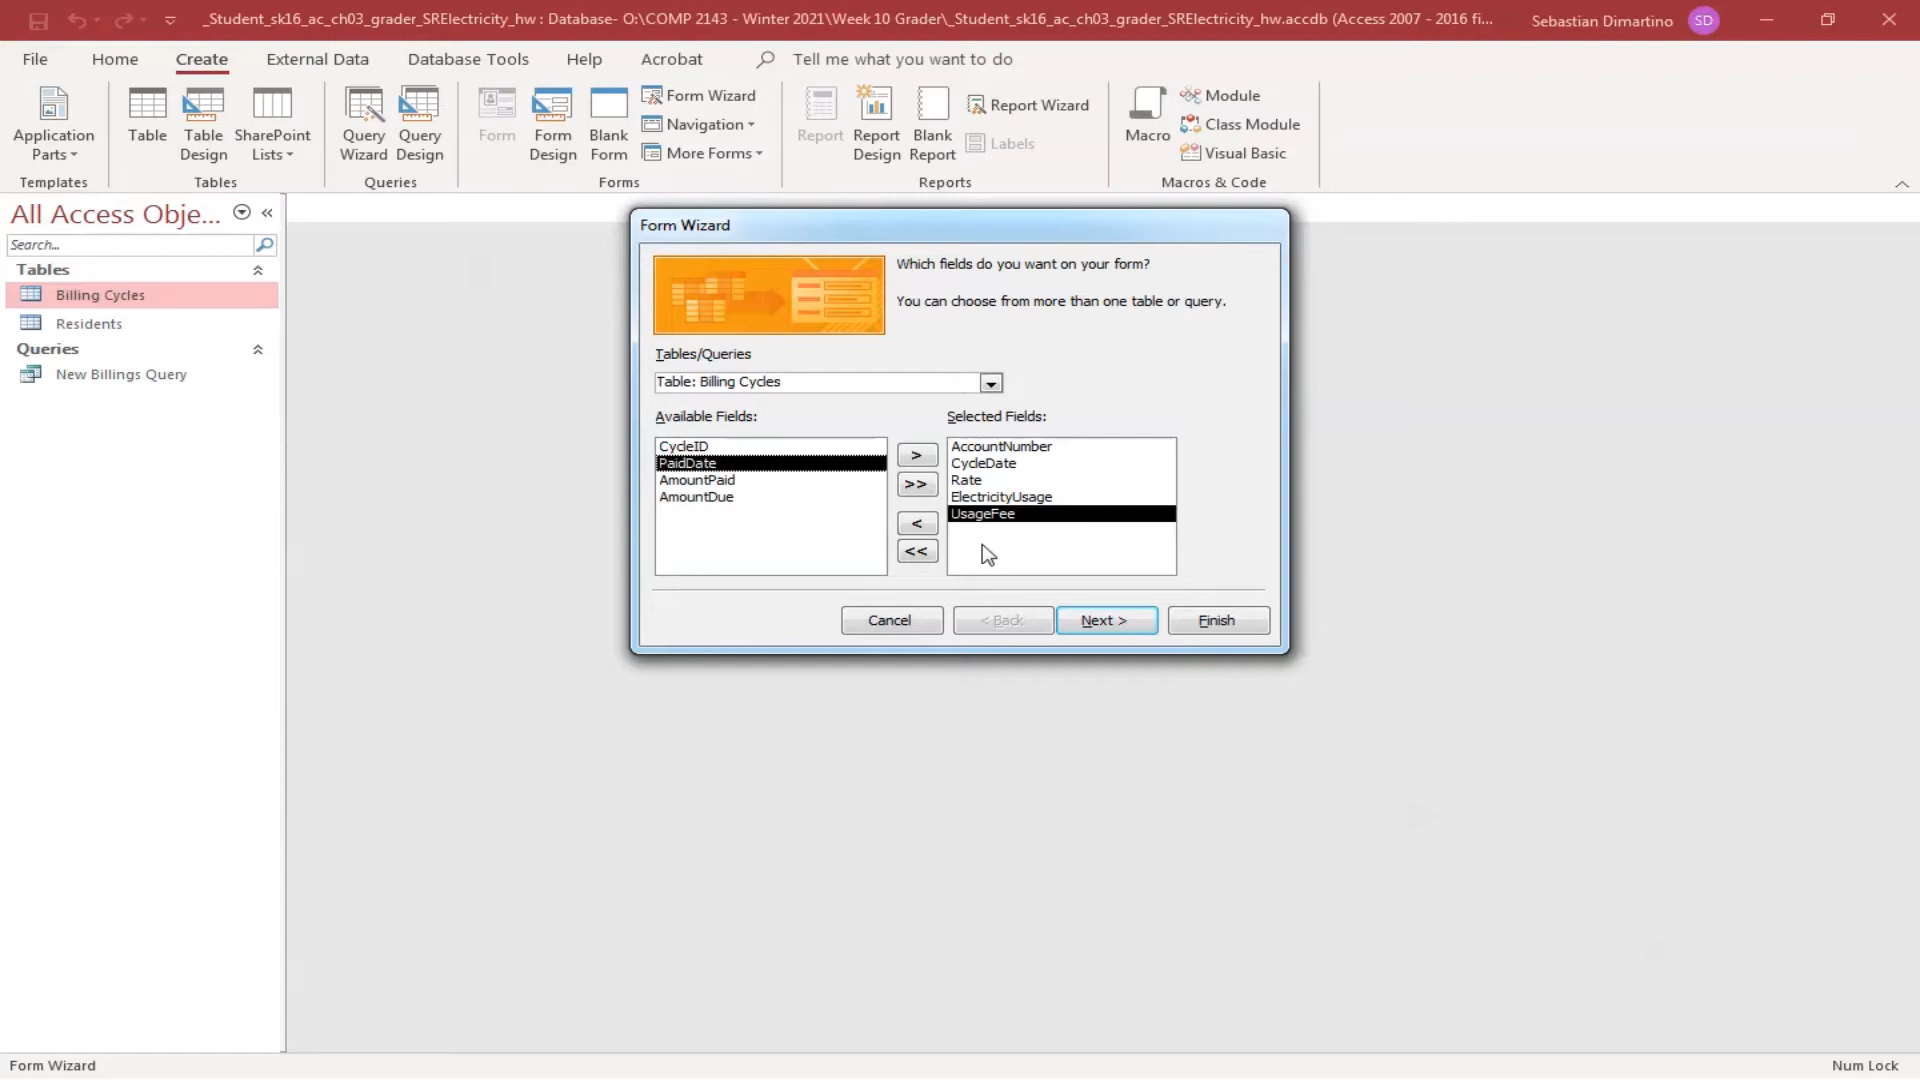 _Student_sk16_ac_ch03_grader_SRElectricity_hw : Database- O:\COMP 2143 - Winter 2021\Week 10 Grader\_Student_sk16_ac_ch03_grader_SRElectricity_hw.accdb (Access 2007 - 2016 fi... Sebastian Dimartino SD
File Home Create External Data Database Tools Help Acrobat Tell me what you want to do
Application Parts
Templates
Table
Table Design
SharePoint Lists
Tables
Query Wizard
Query Design
Queries
Form
Form Design
Blank Form
Form Wizard
Navigation
More Forms
Forms
Report
Report Design
Blank Report
Report Wizard
Labels
Reports
Macro
Module
Class Module
Visual Basic
Macros & Code
All Access Obje...
Search...
Tables
Billing Cycles
Residents
Queries
New Billings Query
Form Wizard
Which fields do you want on your form?
You can choose from more than one table or query.
Tables/Queries
Table: Billing Cycles
Available Fields:
CycleID
PaidDate
AmountPaid
AmountDue
>
>>
<
<<
Selected Fields:
AccountNumber
CycleDate
Rate
ElectricityUsage
UsageFee
Cancel < Back Next > Finish
Form Wizard Num Lock